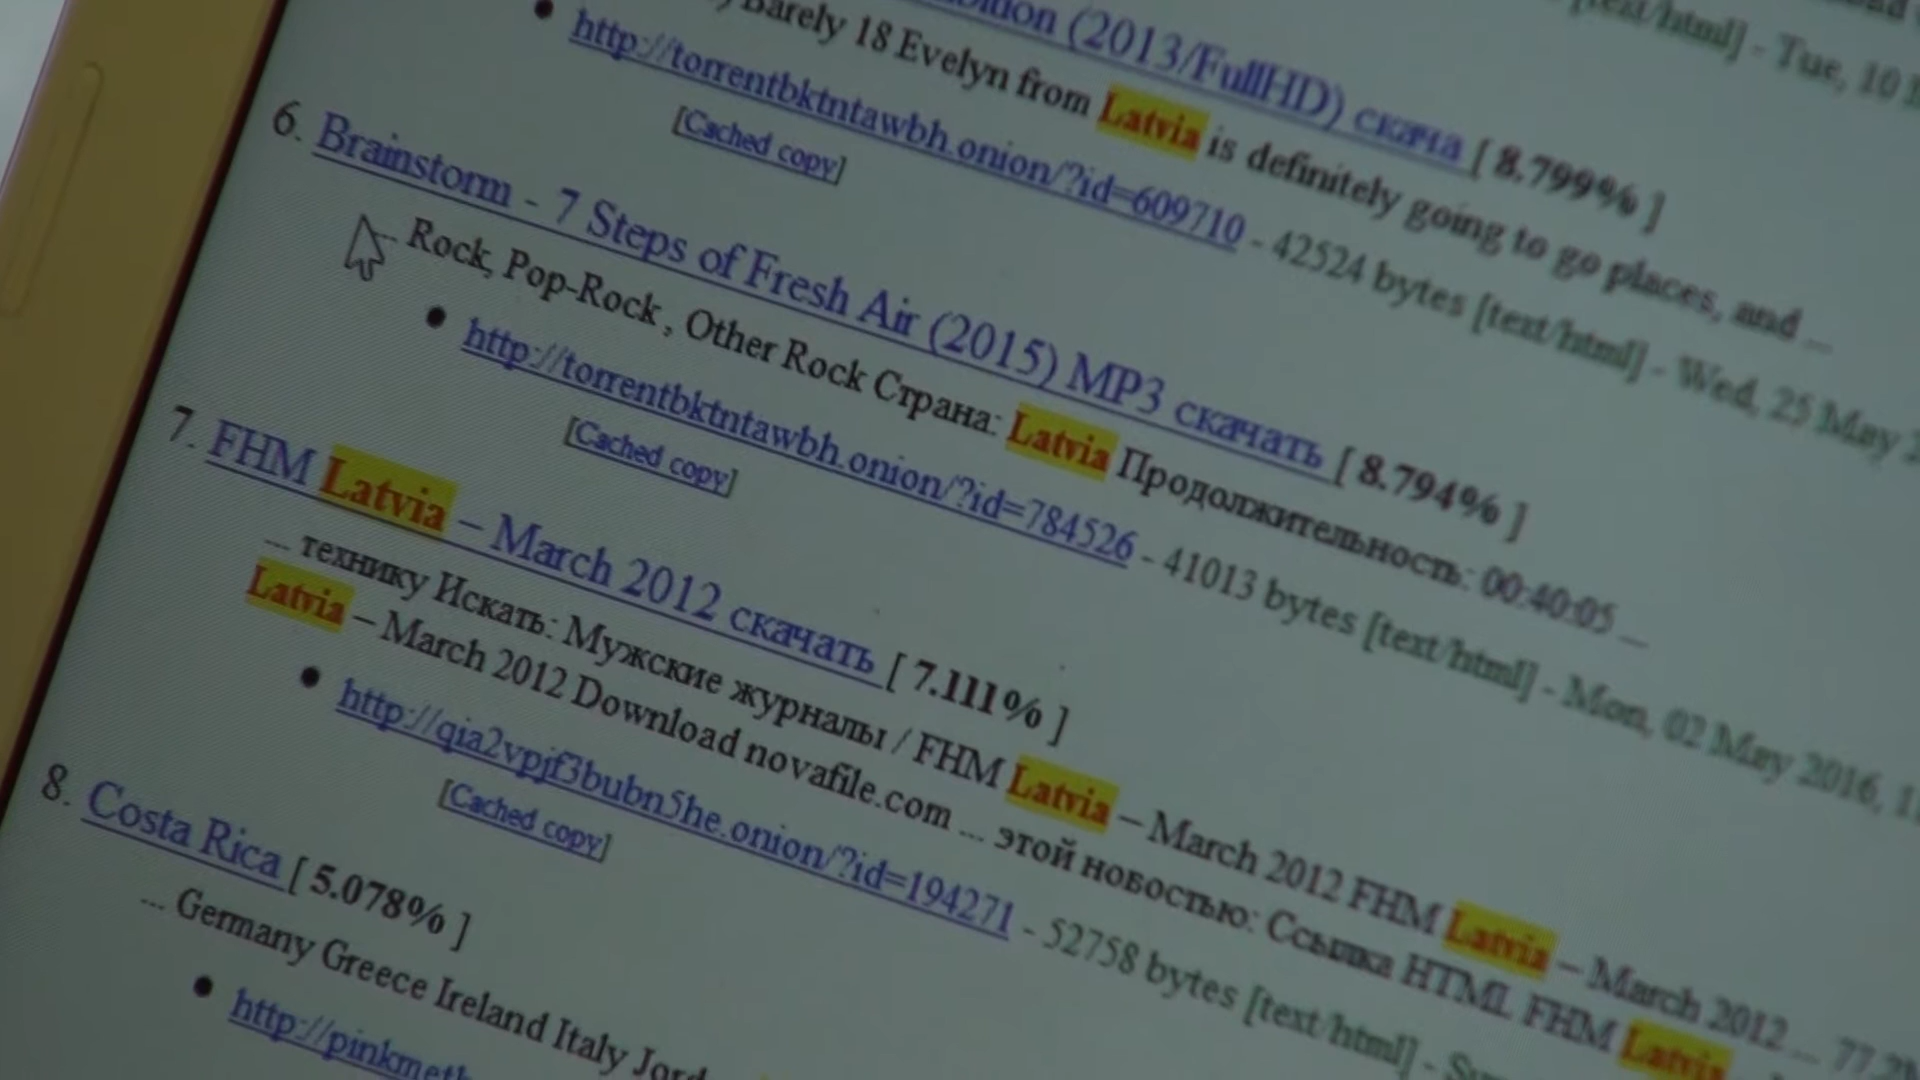 [text/html] - Tue, 10
(2013/FullHD) скача [ 8.799% ]
Barely 18 Evelyn from Latvia is definitely going to go places, and ...
http://torrentbktntawbh.onion/?id=609710 - 42524 bytes [text/html] - Wed, 25 May
[Cached copy]
6. Brainstorm - 7 Steps of Fresh Air (2015) MP3 скачать [ 8.794% ]
... Rock, Pop-Rock , Other Rock Страна: Latvia Продолжительность: 00:40:05 ...
http://torrentbktntawbh.onion/?id=784526 - 41013 bytes [text/html] - Mon, 02 May 2016,
[Cached copy]
7. FHM Latvia – March 2012 скачать [ 7.111% ]
... технику Искать: Мужские журналы / FHM Latvia – March 2012 FHM Latvia – March 2012 ...
Latvia – March 2012 Download novafile.com ... этой новостью: Ссылка HTML FHM Latvia
http://qia2vpjf3bubn5he.onion/?id=194271 - 52758 bytes [text/html] -
[Cached copy]
8. Costa Rica [ 5.078% ]
... Germany Greece Ireland Italy